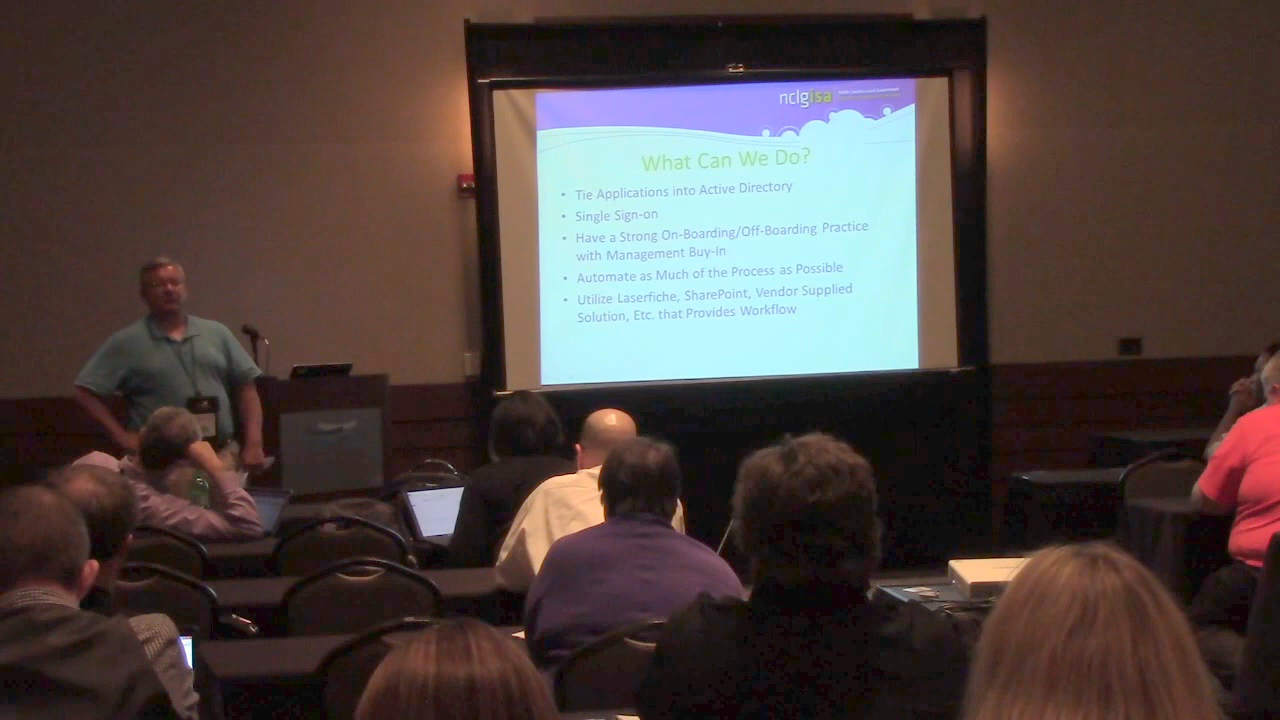 nclgisa
What Can We Do?
• Tie Applications into Active Directory
• Single Sign-on
• Have a Strong On-Boarding/Off-Boarding Practice
with Management Buy-In
• Automate as Much of the Process as Possible
• Utilize Laserfiche, SharePoint, Vendor Supplied
Solution, Etc. that Provides Workflow